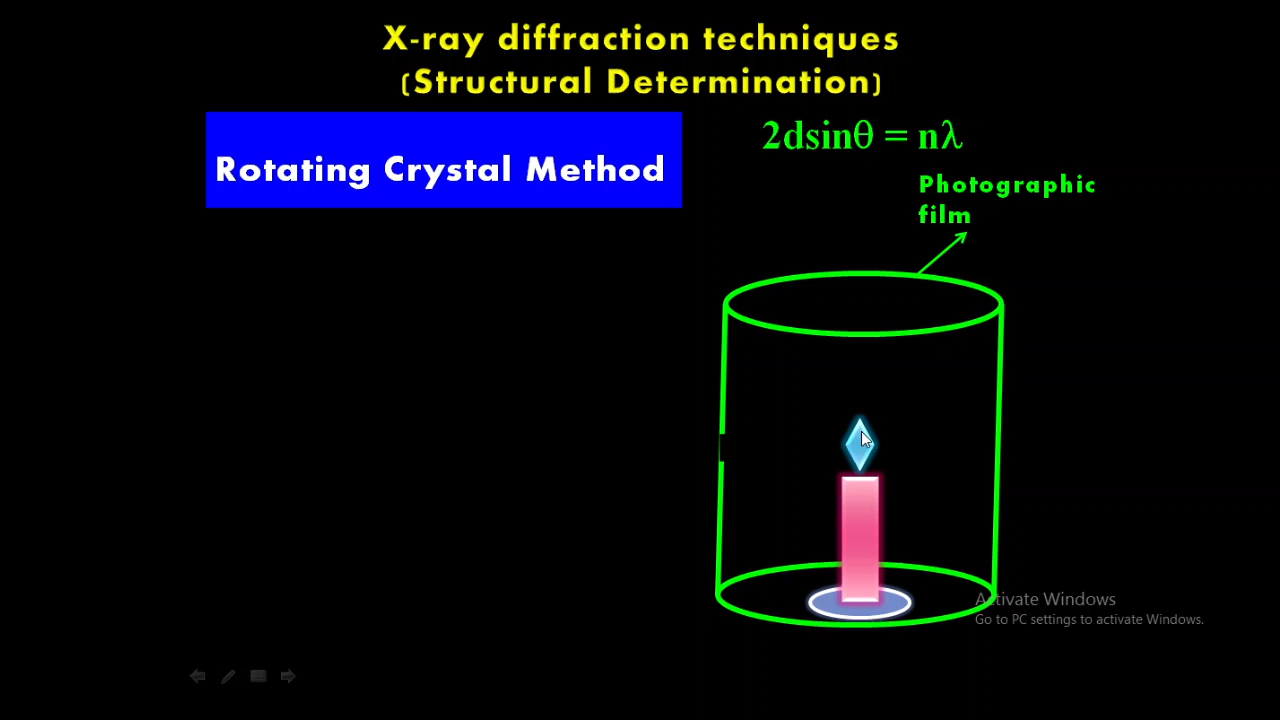 X-ray diffraction techniques
(Structural Determination)
Rotating Crystal Method
2dsinθ = nλ
Photographic
film
Activate Windows
Go to PC settings to activate Windows.